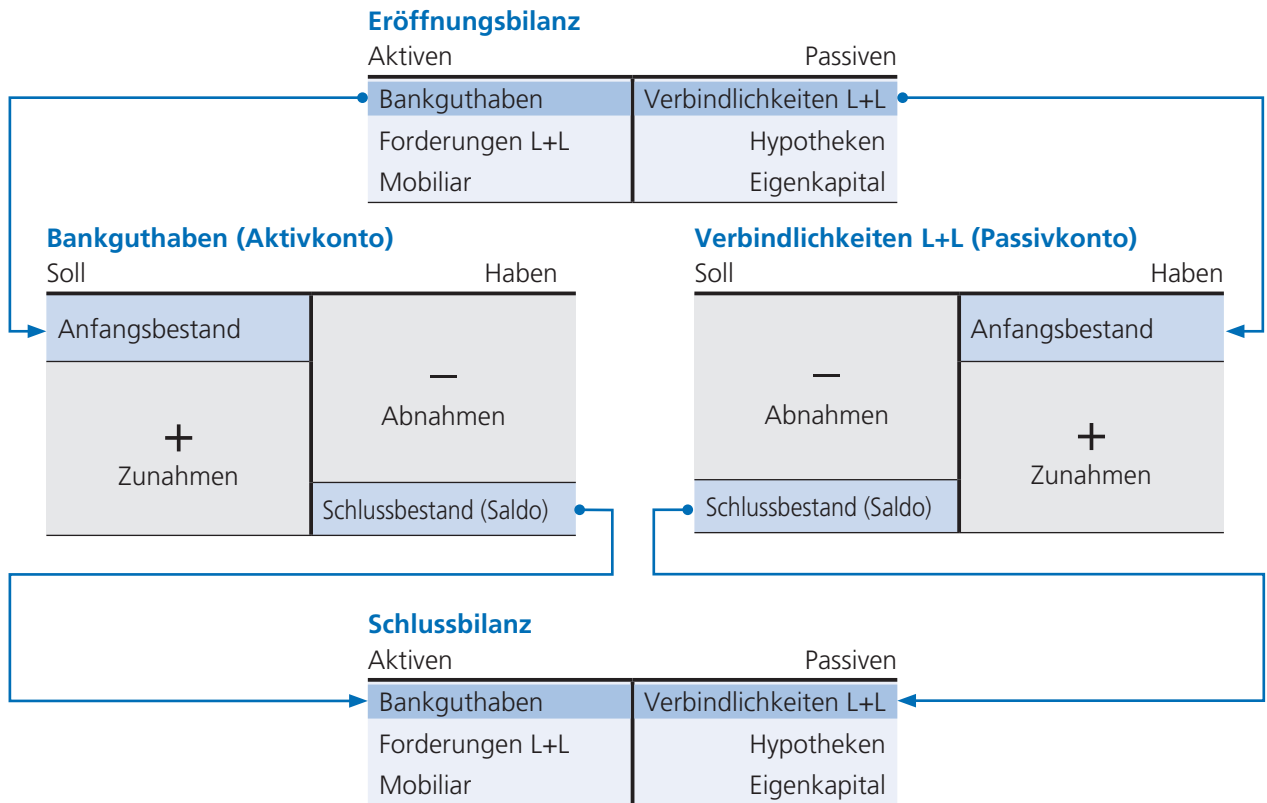 Eröffnungsbilanz
Aktiven Passiven
Bankguthaben Verbindlichkeiten L+L
Forderungen L+L Hypotheken
Mobiliar Eigenkapital
Bankguthaben (Aktivkonto)
Soll Haben
Anfangsbestand
–
Abnahmen
+
Zunahmen
Schlussbestand (Saldo)
Verbindlichkeiten L+L (Passivkonto)
Soll Haben
Anfangsbestand
–
Abnahmen
+
Zunahmen
Schlussbestand (Saldo)
Schlussbilanz
Aktiven Passiven
Bankguthaben Verbindlichkeiten L+L
Forderungen L+L Hypotheken
Mobiliar Eigenkapital